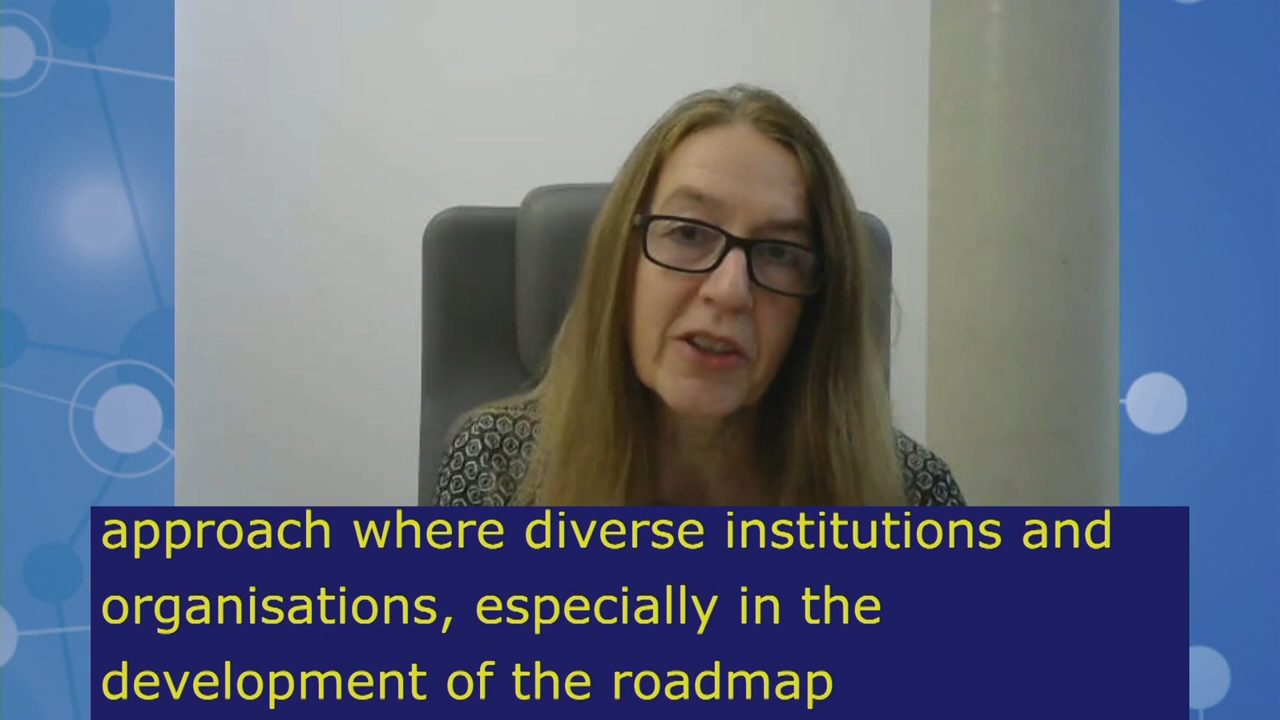 approach where diverse institutions and
organisations, especially in the
development of the roadmap